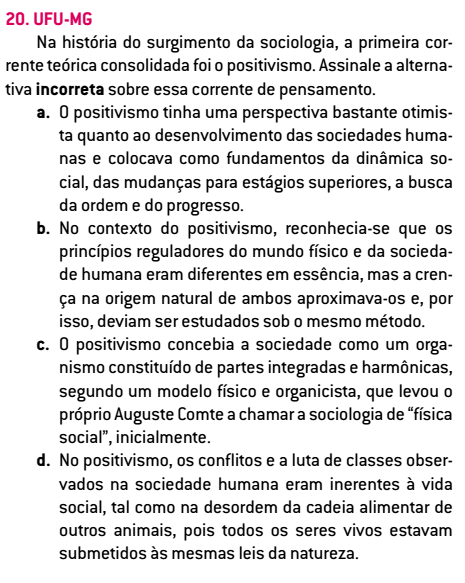 20. UFU-MG
Na história do surgimento da sociologia, a primeira cor-
rente teórica consolidada foi o positivismo. Assinale a alterna-
tiva incorreta sobre essa corrente de pensamento.
a. O positivismo tinha uma perspectiva bastante otimis-
ta quanto ao desenvolvimento das sociedades huma-
nas e colocava como fundamentos da dinâmica so-
cial, das mudanças para estágios superiores, a busca
da ordem e do progresso.
b. No contexto do positivismo, reconhecia-se que os
princípios reguladores do mundo físico e da socieda-
de humana eram diferentes em essência, mas a cren-
ça na origem natural de ambos aproximava-os e, por
isso, deviam ser estudados sob o mesmo método.
c. O positivismo concebia a sociedade como um orga-
nismo constituído de partes integradas e harmônicas,
segundo um modelo físico e organicista, que levou o
próprio Auguste Comte a chamar a sociologia de “física
social”, inicialmente.
d. No positivismo, os conflitos e a luta de classes obser-
vados na sociedade humana eram inerentes à vida
social, tal como na desordem da cadeia alimentar de
outros animais, pois todos os seres vivos estavam
submetidos às mesmas leis da natureza.